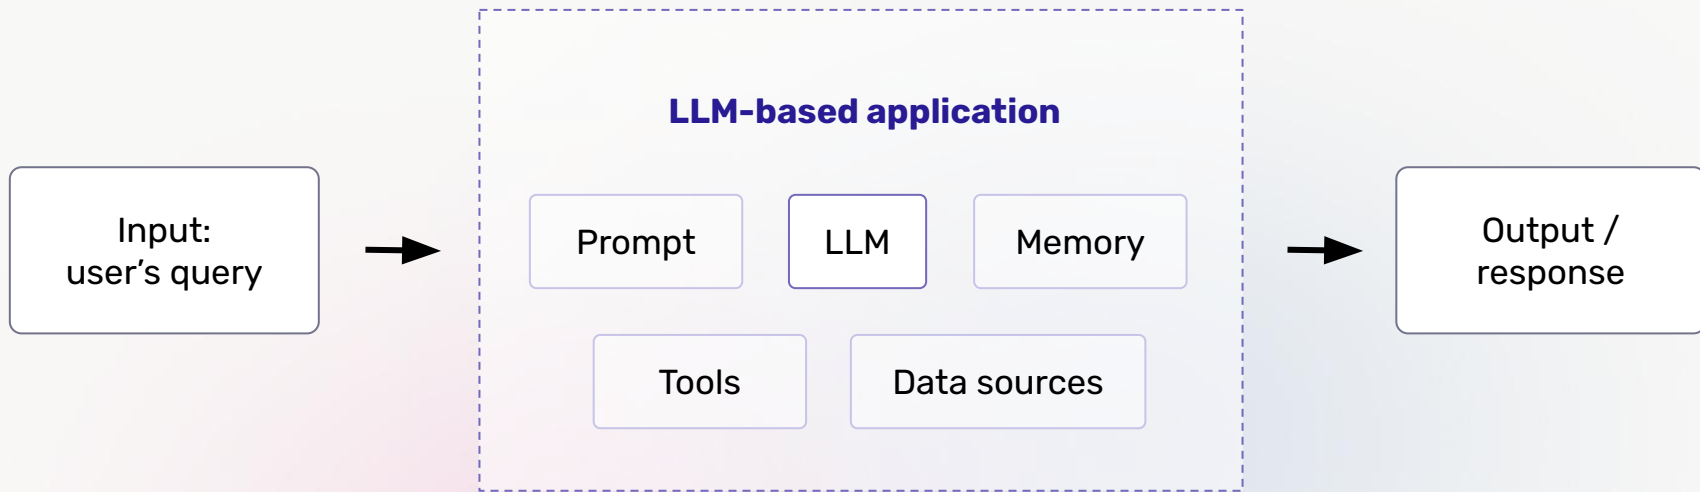 LLM-based application
Input:
user’s query
Prompt
LLM
Memory
Tools
Data sources
Output /
response